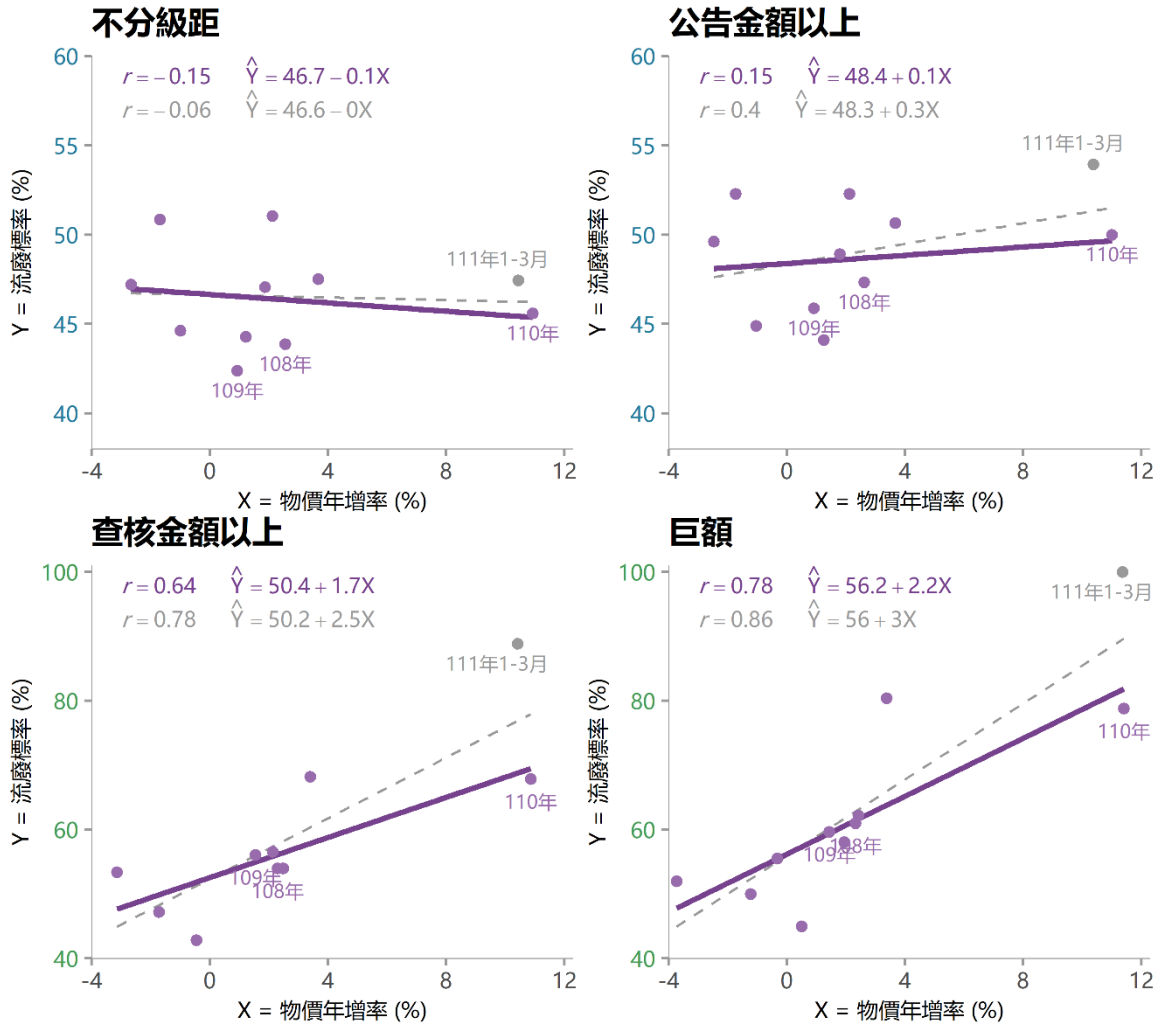 不分級距
r = − 0.15 Ŷ = 46.7 − 0.1X
r = − 0.06 Ŷ = 46.6 − 0X
60
55
50
45
40
Y = 流廢標率 (%)
111年1-3月
110年
108年
109年
-4 0 4 8 12
X = 物價年增率 (%)
公告金額以上
r = 0.15 Ŷ = 48.4 + 0.1X
r = 0.4 Ŷ = 48.3 + 0.3X
60
55
50
45
40
Y = 流廢標率 (%)
111年1-3月
110年
108年
109年
-4 0 4 8 12
X = 物價年增率 (%)
查核金額以上
r = 0.64 Ŷ = 50.4 + 1.7X
r = 0.78 Ŷ = 50.2 + 2.5X
100
80
60
40
Y = 流廢標率 (%)
111年1-3月
110年
109年
108年
-4 0 4 8 12
X = 物價年增率 (%)
巨額
r = 0.78 Ŷ = 56.2 + 2.2X
r = 0.86 Ŷ = 56 + 3X
100
80
60
40
Y = 流廢標率 (%)
111年1-3月
110年
108年
109年
-4 0 4 8 12
X = 物價年增率 (%)